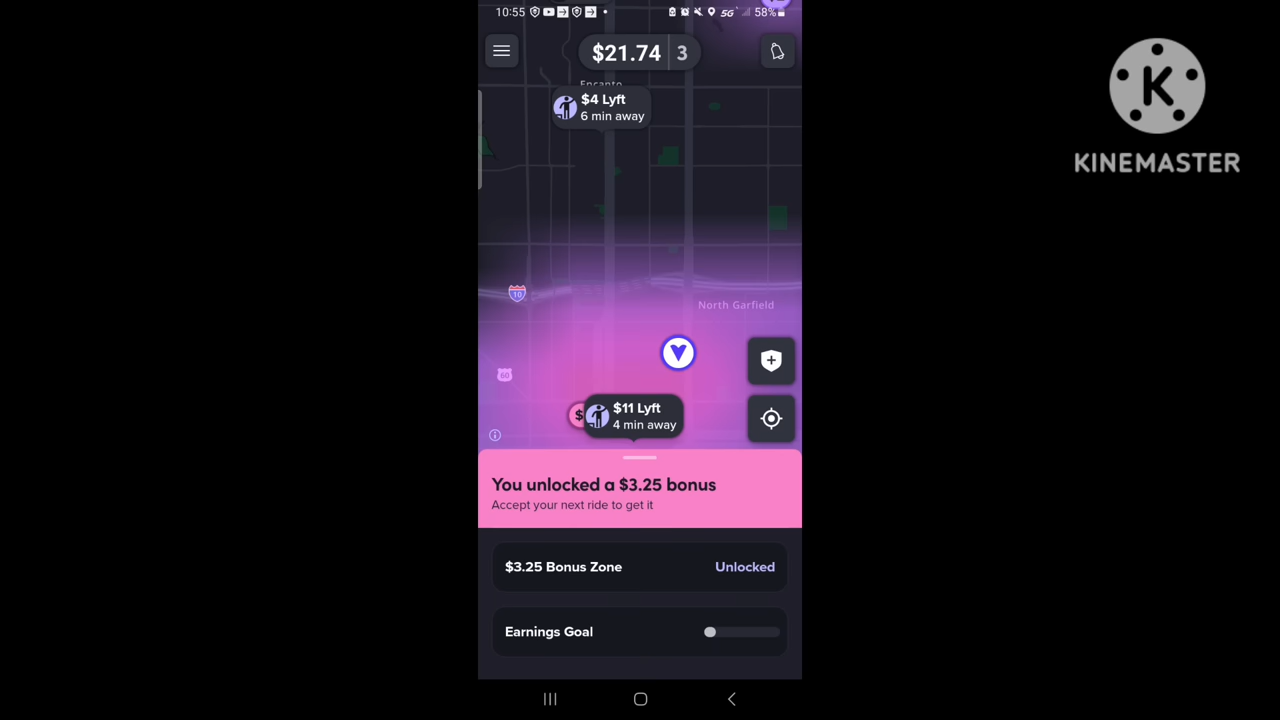 10:55
5G
58%
$21.74 3
Encanto
$4 Lyft
6 min away
10
North Garfield
60
$
$11 Lyft
4 min away
You unlocked a $3.25 bonus
Accept your next ride to get it
$3.25 Bonus Zone
Unlocked
Earnings Goal
K
KINEMASTER